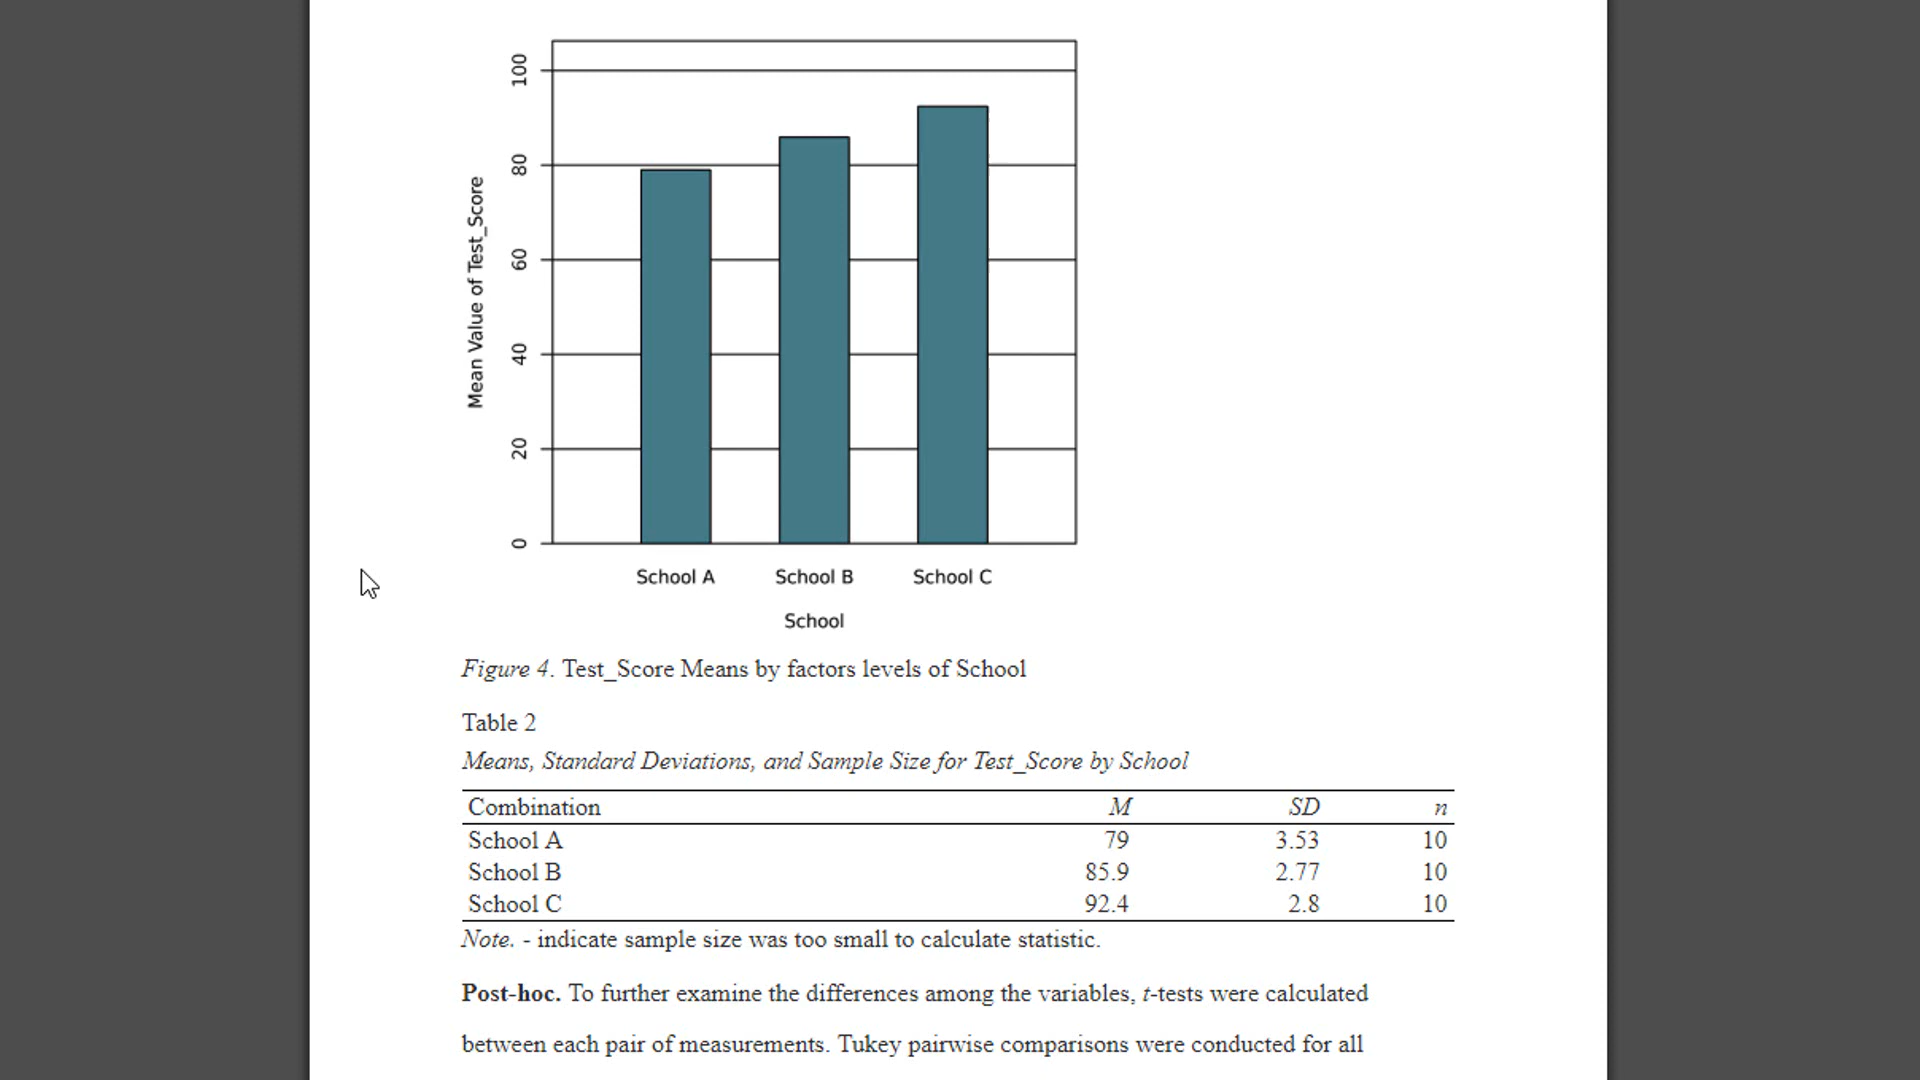 100
80
60
40
20
0
Mean Value of Test_Score
School A School B School C
School
Figure 4. Test_Score Means by factors levels of School
Table 2
Means, Standard Deviations, and Sample Size for Test_Score by School
Combination M SD n
School A 79 3.53 10
School B 85.9 2.77 10
School C 92.4 2.8 10
Note. - indicate sample size was too small to calculate statistic.
Post-hoc. To further examine the differences among the variables, t-tests were calculated
between each pair of measurements. Tukey pairwise comparisons were conducted for all